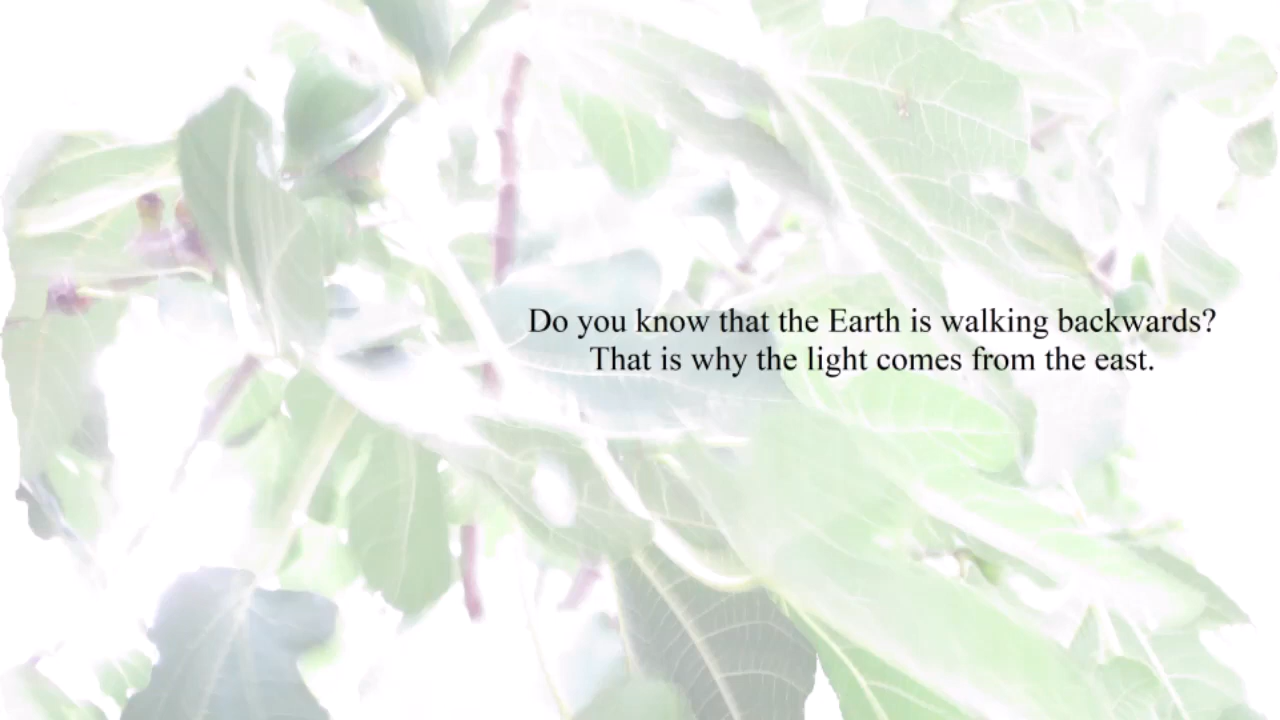 Do you know that the Earth is walking backwards?
That is why the light comes from the east.